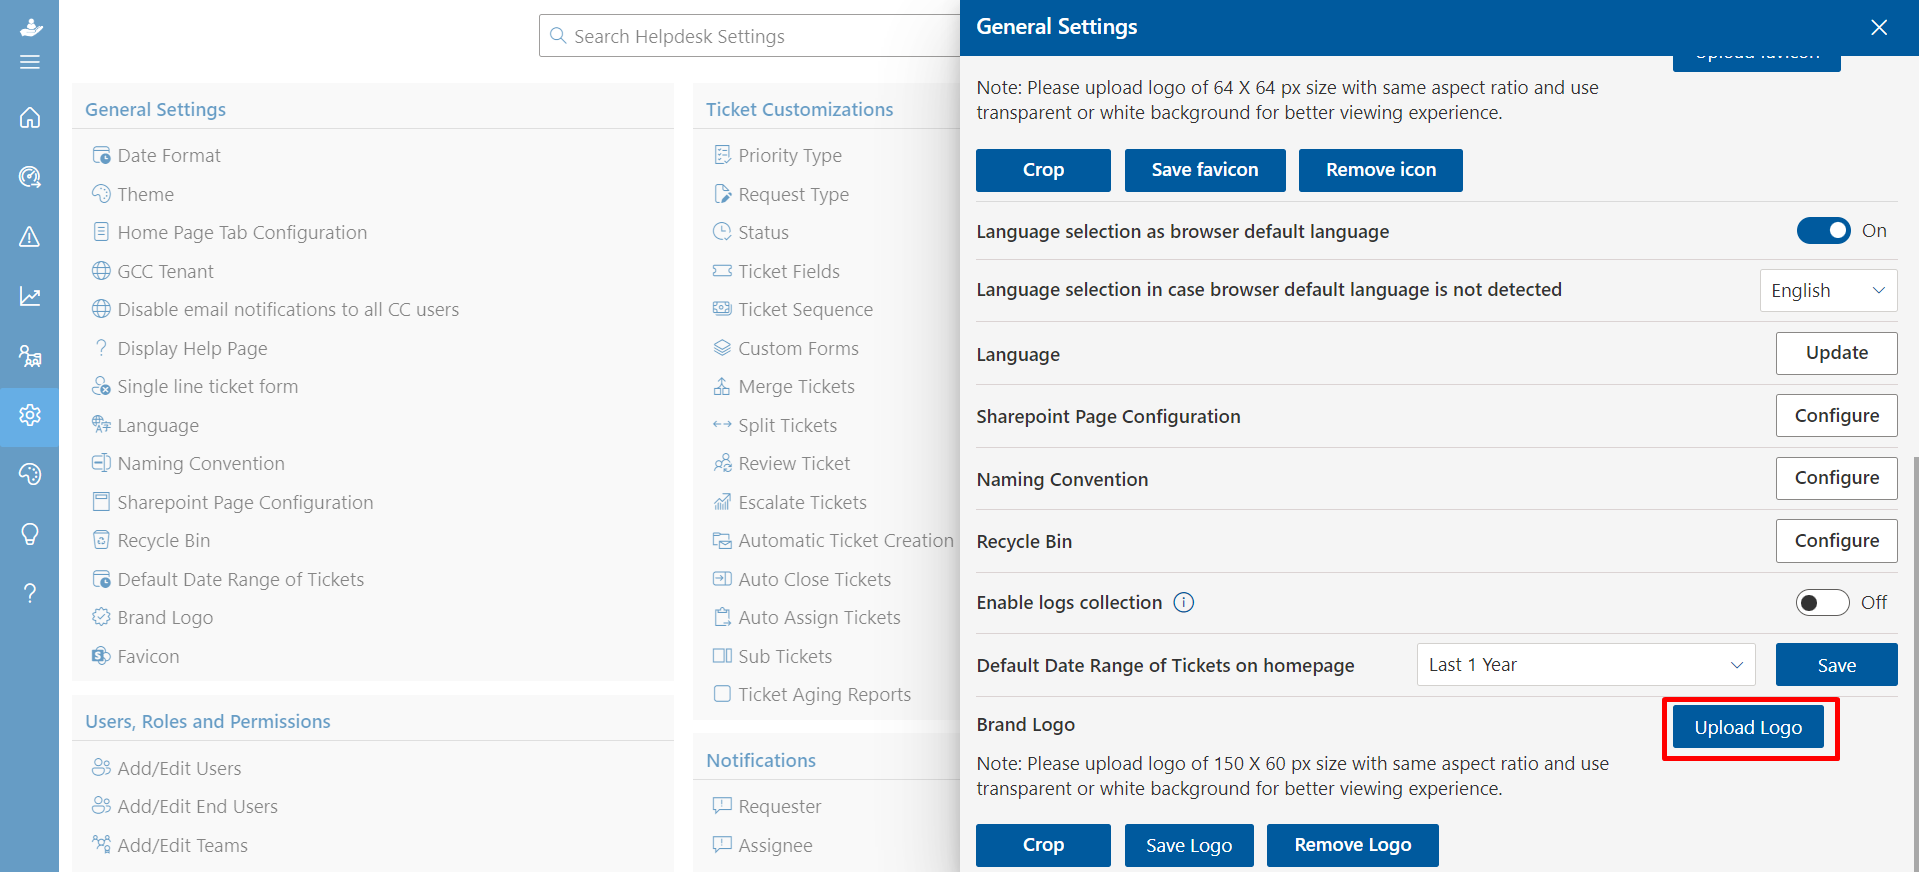 Search Helpdesk Settings
General Settings
Date Format
Theme
Home Page Tab Configuration
GCC Tenant
Disable email notifications to all CC users
Display Help Page
Single line ticket form
Language
Naming Convention
Sharepoint Page Configuration
Recycle Bin
Default Date Range of Tickets
Brand Logo
Favicon
Users, Roles and Permissions
Add/Edit Users
Add/Edit End Users
Add/Edit Teams
Ticket Customizations
Priority Type
Request Type
Status
Ticket Fields
Ticket Sequence
Custom Forms
Merge Tickets
Split Tickets
Review Ticket
Escalate Tickets
Automatic Ticket Creation
Auto Close Tickets
Auto Assign Tickets
Sub Tickets
Ticket Aging Reports
Notifications
Requester
Assignee
General Settings
Upload favicon
Note: Please upload logo of 64 X 64 px size with same aspect ratio and use
transparent or white background for better viewing experience.
Crop
Save favicon
Remove icon
Language selection as browser default language
On
Language selection in case browser default language is not detected
English
Language
Update
Sharepoint Page Configuration
Configure
Naming Convention
Configure
Recycle Bin
Configure
Enable logs collection
Off
Default Date Range of Tickets on homepage
Last 1 Year
Save
Brand Logo
Upload Logo
Note: Please upload logo of 150 X 60 px size with same aspect ratio and use
transparent or white background for better viewing experience.
Crop
Save Logo
Remove Logo